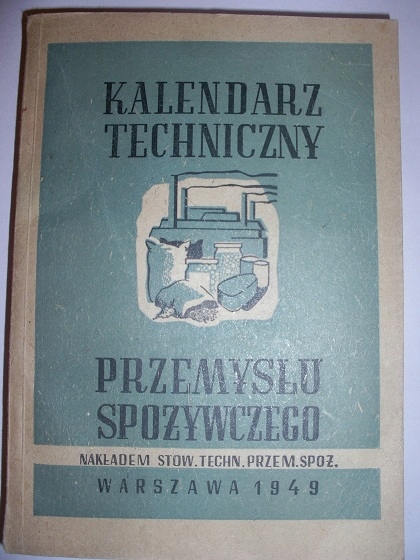 KALENDARZ
TECHNICZNY
PRZEMYSŁU
SPOŻYWCZEGO
NAKŁADEM STOW. TECHN. PRZEM. SPOŻ.
WARSZAWA 1949